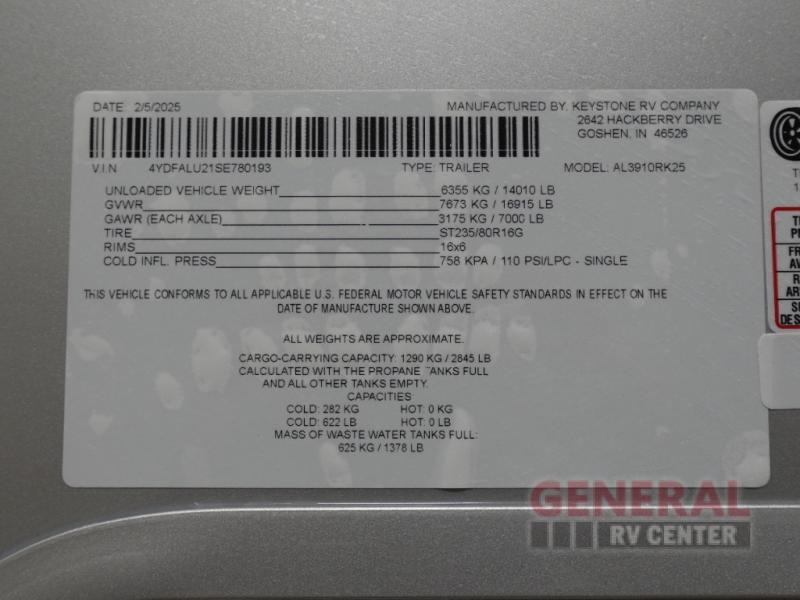 DATE: 2/5/2025
MANUFACTURED BY: KEYSTONE RV COMPANY
2642 HACKBERRY DRIVE
GOSHEN, IN 46526
V.I.N 4YDFALU21SE780193 TYPE: TRAILER MODEL: AL3910RK25
UNLOADED VEHICLE WEIGHT 6355 KG / 14010 LB
GVWR 7673 KG / 16915 LB
GAWR (EACH AXLE) 3175 KG / 7000 LB
TIRE ST235/80R16G
RIMS 16x6
COLD INFL. PRESS 758 KPA / 110 PSI/LPC - SINGLE
THIS VEHICLE CONFORMS TO ALL APPLICABLE U.S. FEDERAL MOTOR VEHICLE SAFETY STANDARDS IN EFFECT ON THE
DATE OF MANUFACTURE SHOWN ABOVE.
ALL WEIGHTS ARE APPROXIMATE.
CARGO-CARRYING CAPACITY: 1290 KG / 2845 LB
CALCULATED WITH THE PROPANE TANKS FULL
AND ALL OTHER TANKS EMPTY.
CAPACITIES
COLD: 282 KG HOT: 0 KG
COLD: 622 LB HOT: 0 LB
MASS OF WASTE WATER TANKS FULL:
625 KG / 1378 LB
GENERAL
RV CENTER